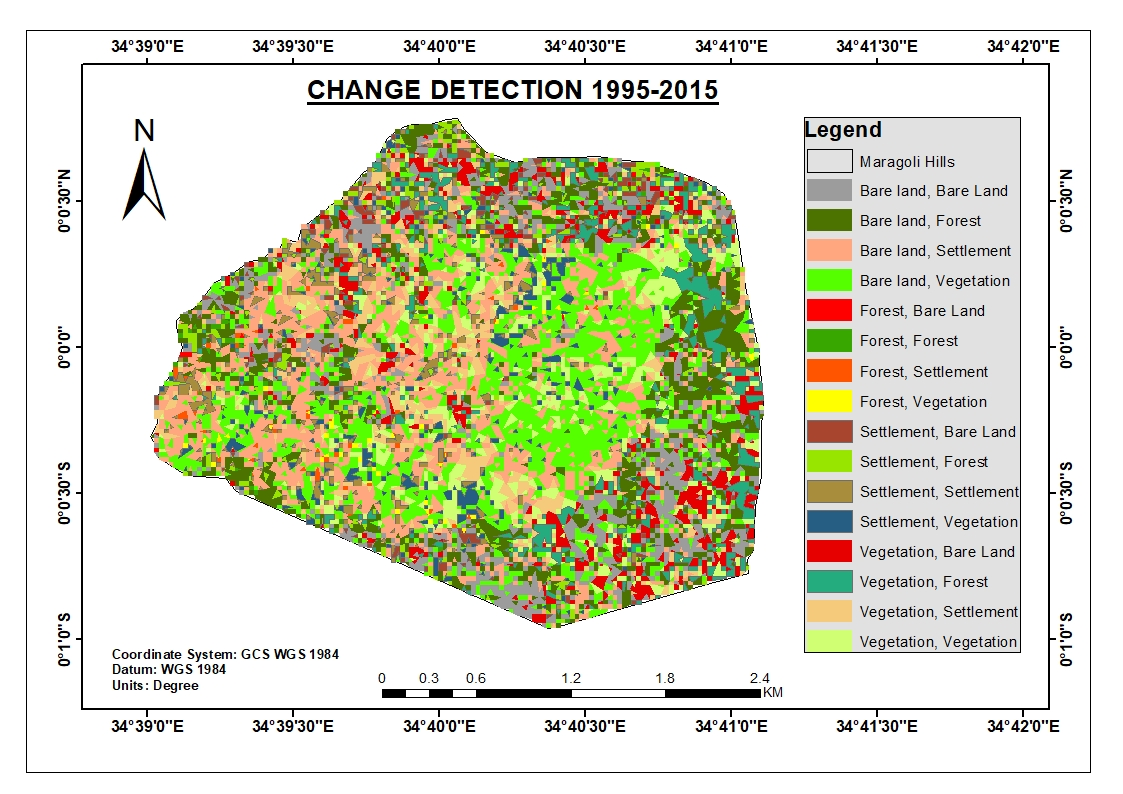 34°39'0"E 34°39'30"E 34°40'0"E 34°40'30"E 34°41'0"E 34°41'30"E 34°42'0"E
CHANGE DETECTION 1995-2015
N
Legend
Maragoli Hills
Bare land, Bare Land
Bare land, Forest
Bare land, Settlement
Bare land, Vegetation
Forest, Bare Land
Forest, Forest
Forest, Settlement
Forest, Vegetation
Settlement, Bare Land
Settlement, Forest
Settlement, Settlement
Settlement, Vegetation
Vegetation, Bare Land
Vegetation, Forest
Vegetation, Settlement
Vegetation, Vegetation
0°0'30"N
0°0'0"
0°0'30"S
0°1'0"S
0°0'30"N
0°0'0"
0°0'30"S
0°1'0"S
Coordinate System: GCS WGS 1984
Datum: WGS 1984
Units: Degree
0 0.3 0.6 1.2 1.8 2.4
KM
34°39'0"E 34°39'30"E 34°40'0"E 34°40'30"E 34°41'0"E 34°41'30"E 34°42'0"E